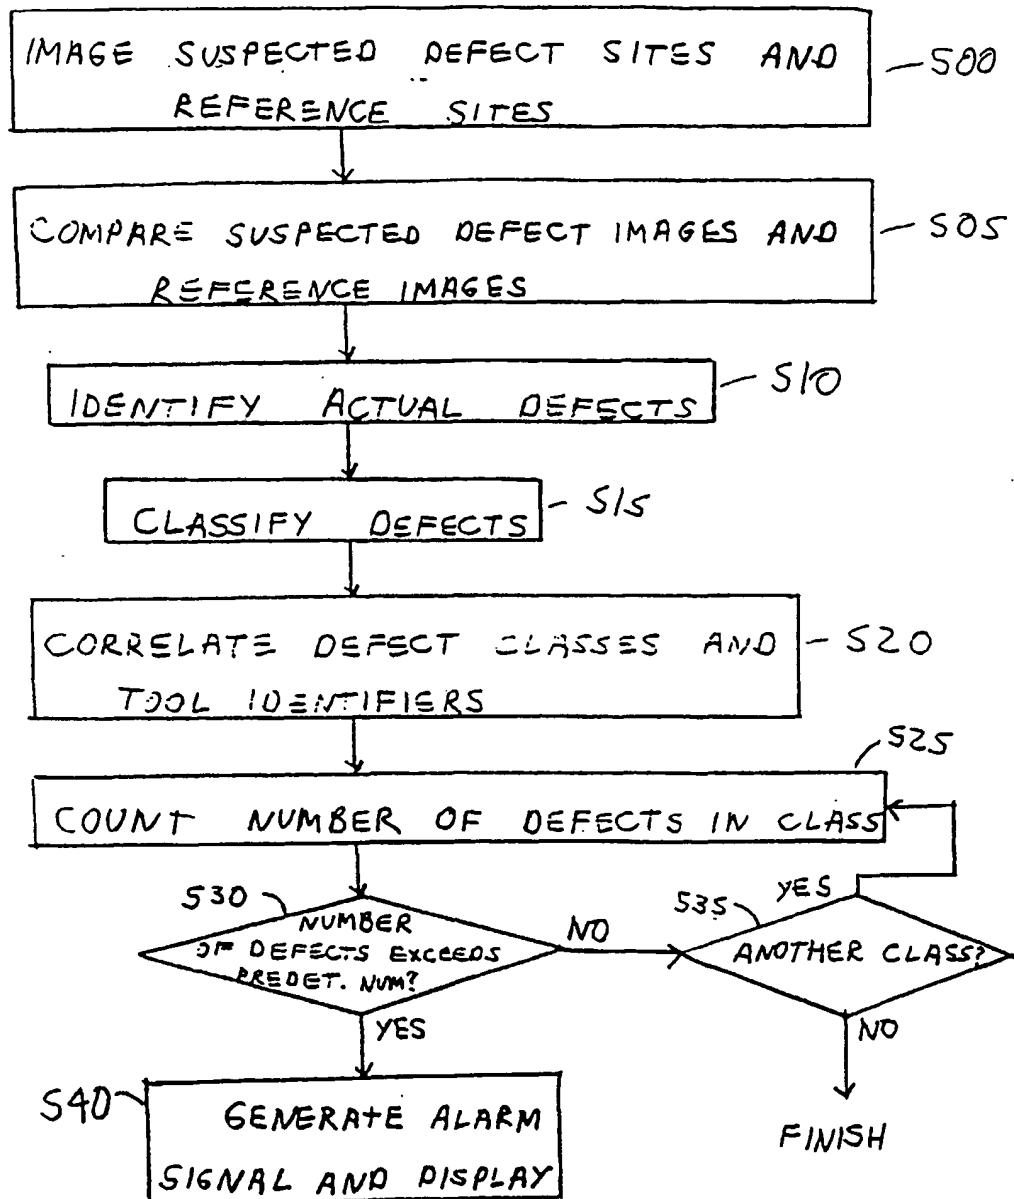 IMAGE SUSPECTED DEFECT SITES AND
REFERENCE SITES
500
COMPARE SUSPECTED DEFECT IMAGES AND
REFERENCE IMAGES
505
IDENTIFY ACTUAL DEFECTS
510
CLASSIFY DEFECTS
515
CORRELATE DEFECT CLASSES AND
TOOL IDENTIFIERS
520
525
COUNT NUMBER OF DEFECTS IN CLASS
530
NUMBER
OF DEFECTS EXCEEDS
PREDET. NUM?
NO
YES
535
YES
ANOTHER CLASS?
NO
FINISH
540
GENERATE ALARM
SIGNAL AND DISPLAY